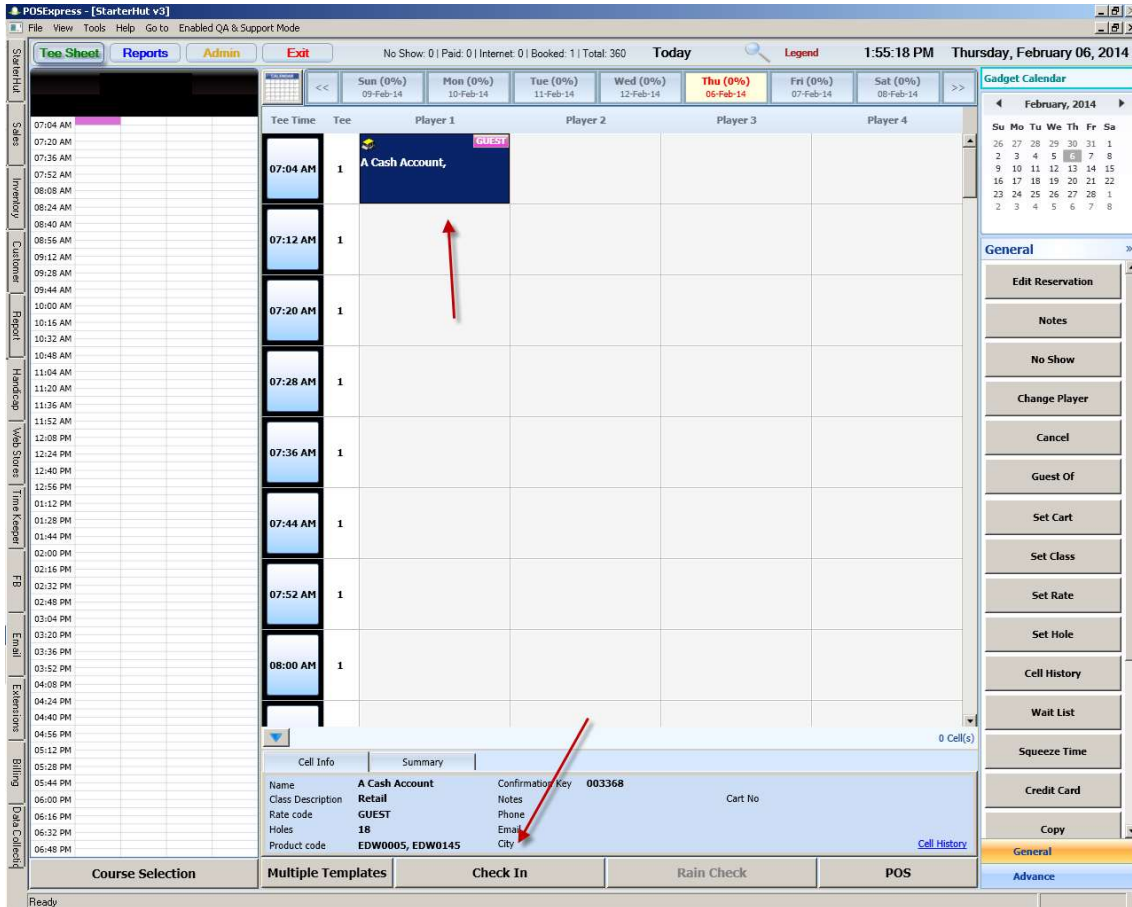 POSExpress - [StarterHut v3]
File View Tools Help Go to Enabled QA & Support Mode
Tee Sheet Reports Admin Exit No Show: 0 | Paid: 0 | Internet: 0 | Booked: 1 | Total: 360 Today Legend 1:55:18 PM Thursday, February 06, 2014
StarterHut
Sales
Inventory
Customer
Report
Handicap
Web Stores
Time Keeper
FB
Email
Extensions
Billing
Data Collectic
07:04 AM
07:20 AM
07:36 AM
07:52 AM
08:08 AM
08:24 AM
08:40 AM
08:56 AM
09:12 AM
09:28 AM
09:44 AM
10:00 AM
10:16 AM
10:32 AM
10:48 AM
11:04 AM
11:20 AM
11:36 AM
11:52 AM
12:08 PM
12:24 PM
12:40 PM
12:56 PM
01:12 PM
01:28 PM
01:44 PM
02:00 PM
02:16 PM
02:32 PM
02:48 PM
03:04 PM
03:20 PM
03:36 PM
03:52 PM
04:08 PM
04:24 PM
04:40 PM
04:56 PM
05:12 PM
05:28 PM
05:44 PM
06:00 PM
06:16 PM
06:32 PM
06:48 PM
Course Selection
CALENDAR
<< Sun (0%) Mon (0%) Tue (0%) Wed (0%) Thu (0%) Fri (0%) Sat (0%) >>
09-Feb-14 10-Feb-14 11-Feb-14 12-Feb-14 06-Feb-14 07-Feb-14 08-Feb-14
Tee Time Tee Player 1 Player 2 Player 3 Player 4
GUEST
07:04 AM 1 A Cash Account,
07:12 AM 1
07:20 AM 1
07:28 AM 1
07:36 AM 1
07:44 AM 1
07:52 AM 1
08:00 AM 1
0 Cell(s)
Cell Info Summary
Name A Cash Account Confirmation Key 003368
Class Description Retail Notes Cart No
Rate code GUEST Phone
Holes 18 Email
Product code EDW0005, EDW0145 City Cell History
Multiple Templates Check In Rain Check POS
Gadget Calendar
February, 2014
Su Mo Tu We Th Fr Sa
26 27 28 29 30 31 1
2 3 4 5 6 7 8
9 10 11 12 13 14 15
16 17 18 19 20 21 22
23 24 25 26 27 28 1
2 3 4 5 6 7 8
General »
Edit Reservation
Notes
No Show
Change Player
Cancel
Guest Of
Set Cart
Set Class
Set Rate
Set Hole
Cell History
Wait List
Squeeze Time
Credit Card
Copy
General
Advance
Ready